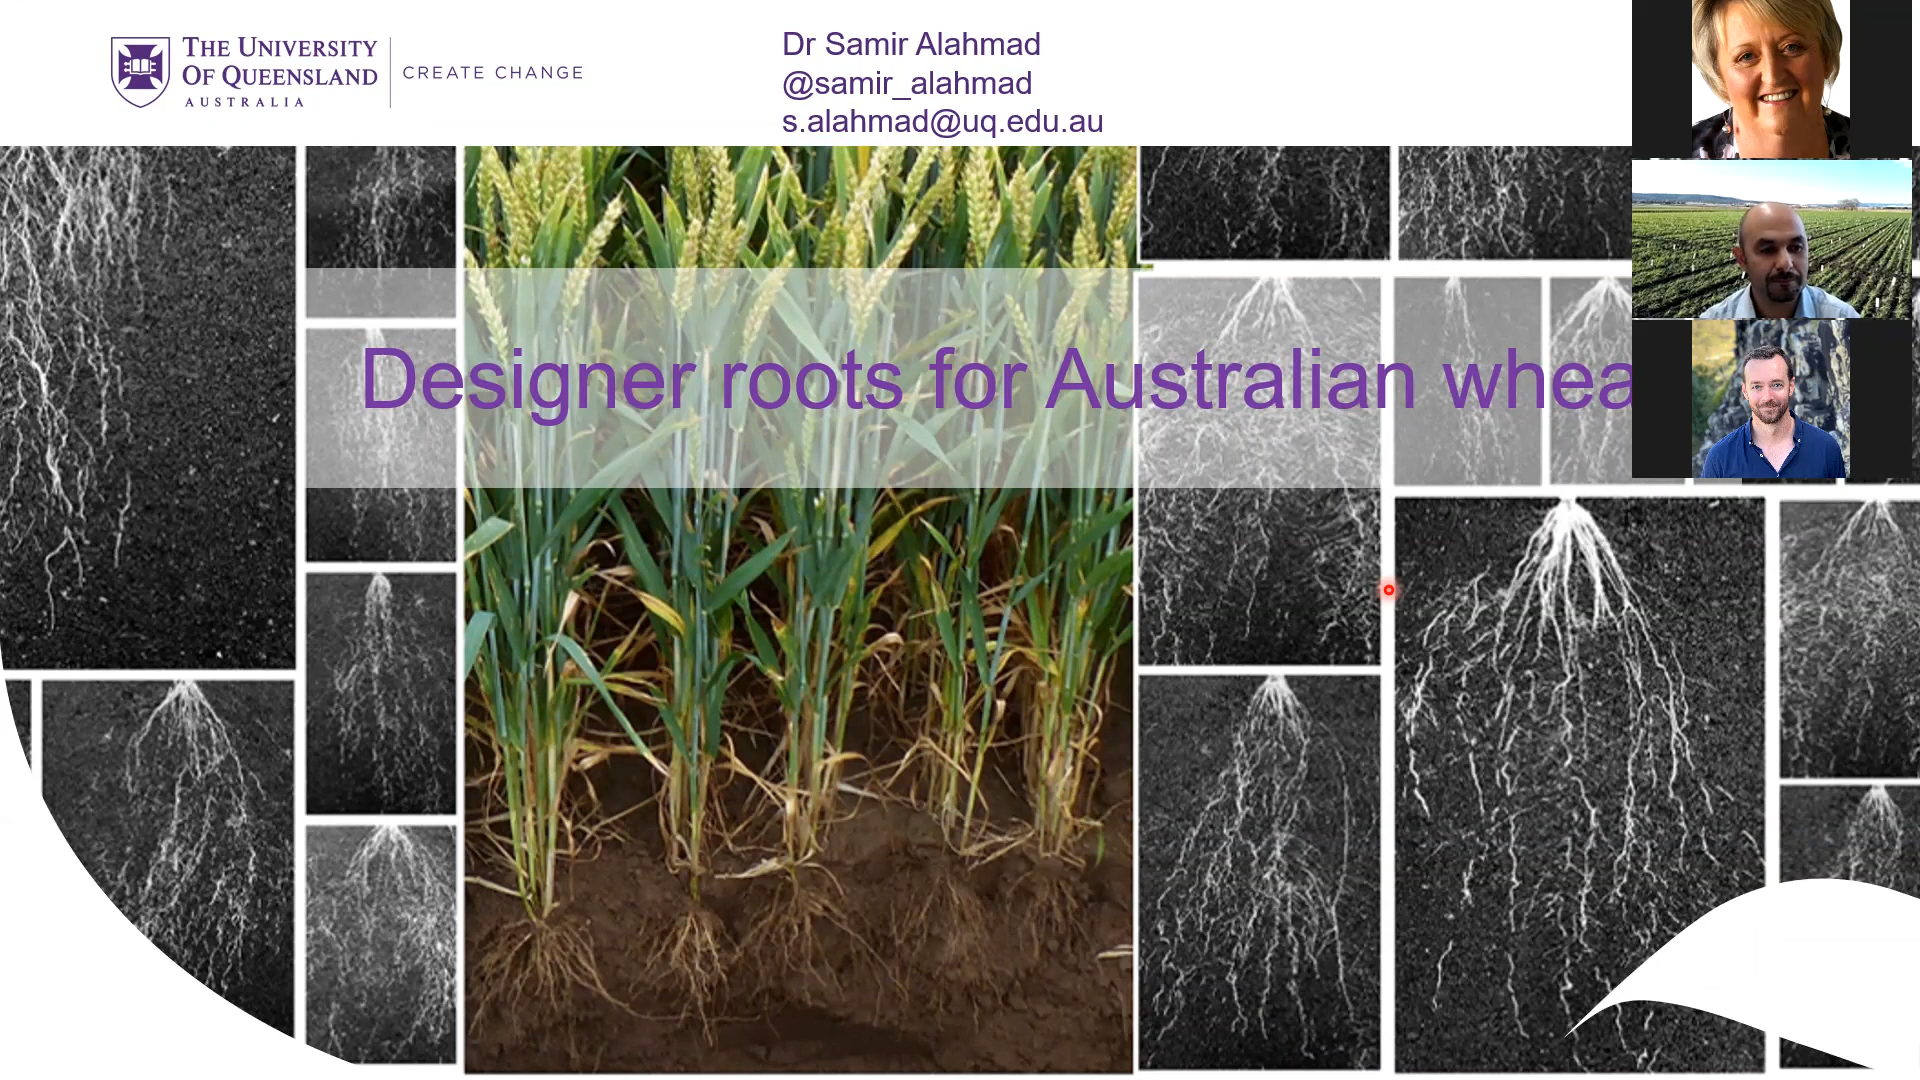 THE UNIVERSITY
OF QUEENSLAND
AUSTRALIA
CREATE CHANGE
Dr Samir Alahmad
@samir_alahmad
s.alahmad@uq.edu.au
Designer roots for Australian whea